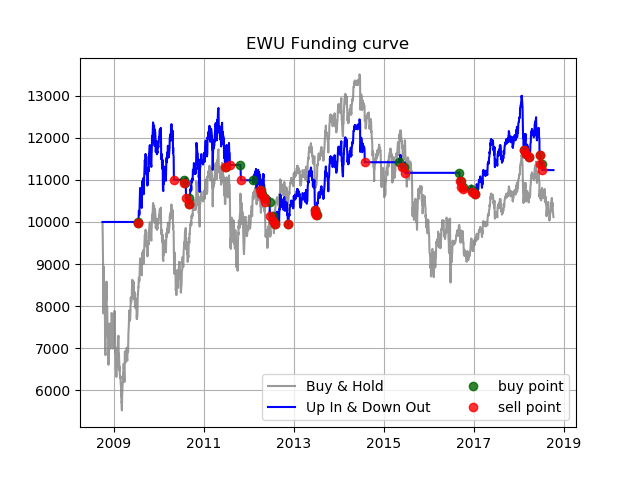 EWU Funding curve
13000
12000
11000
10000
9000
8000
7000
6000
Buy & Hold
Up In & Down Out
buy point
sell point
2009 2011 2013 2015 2017 2019